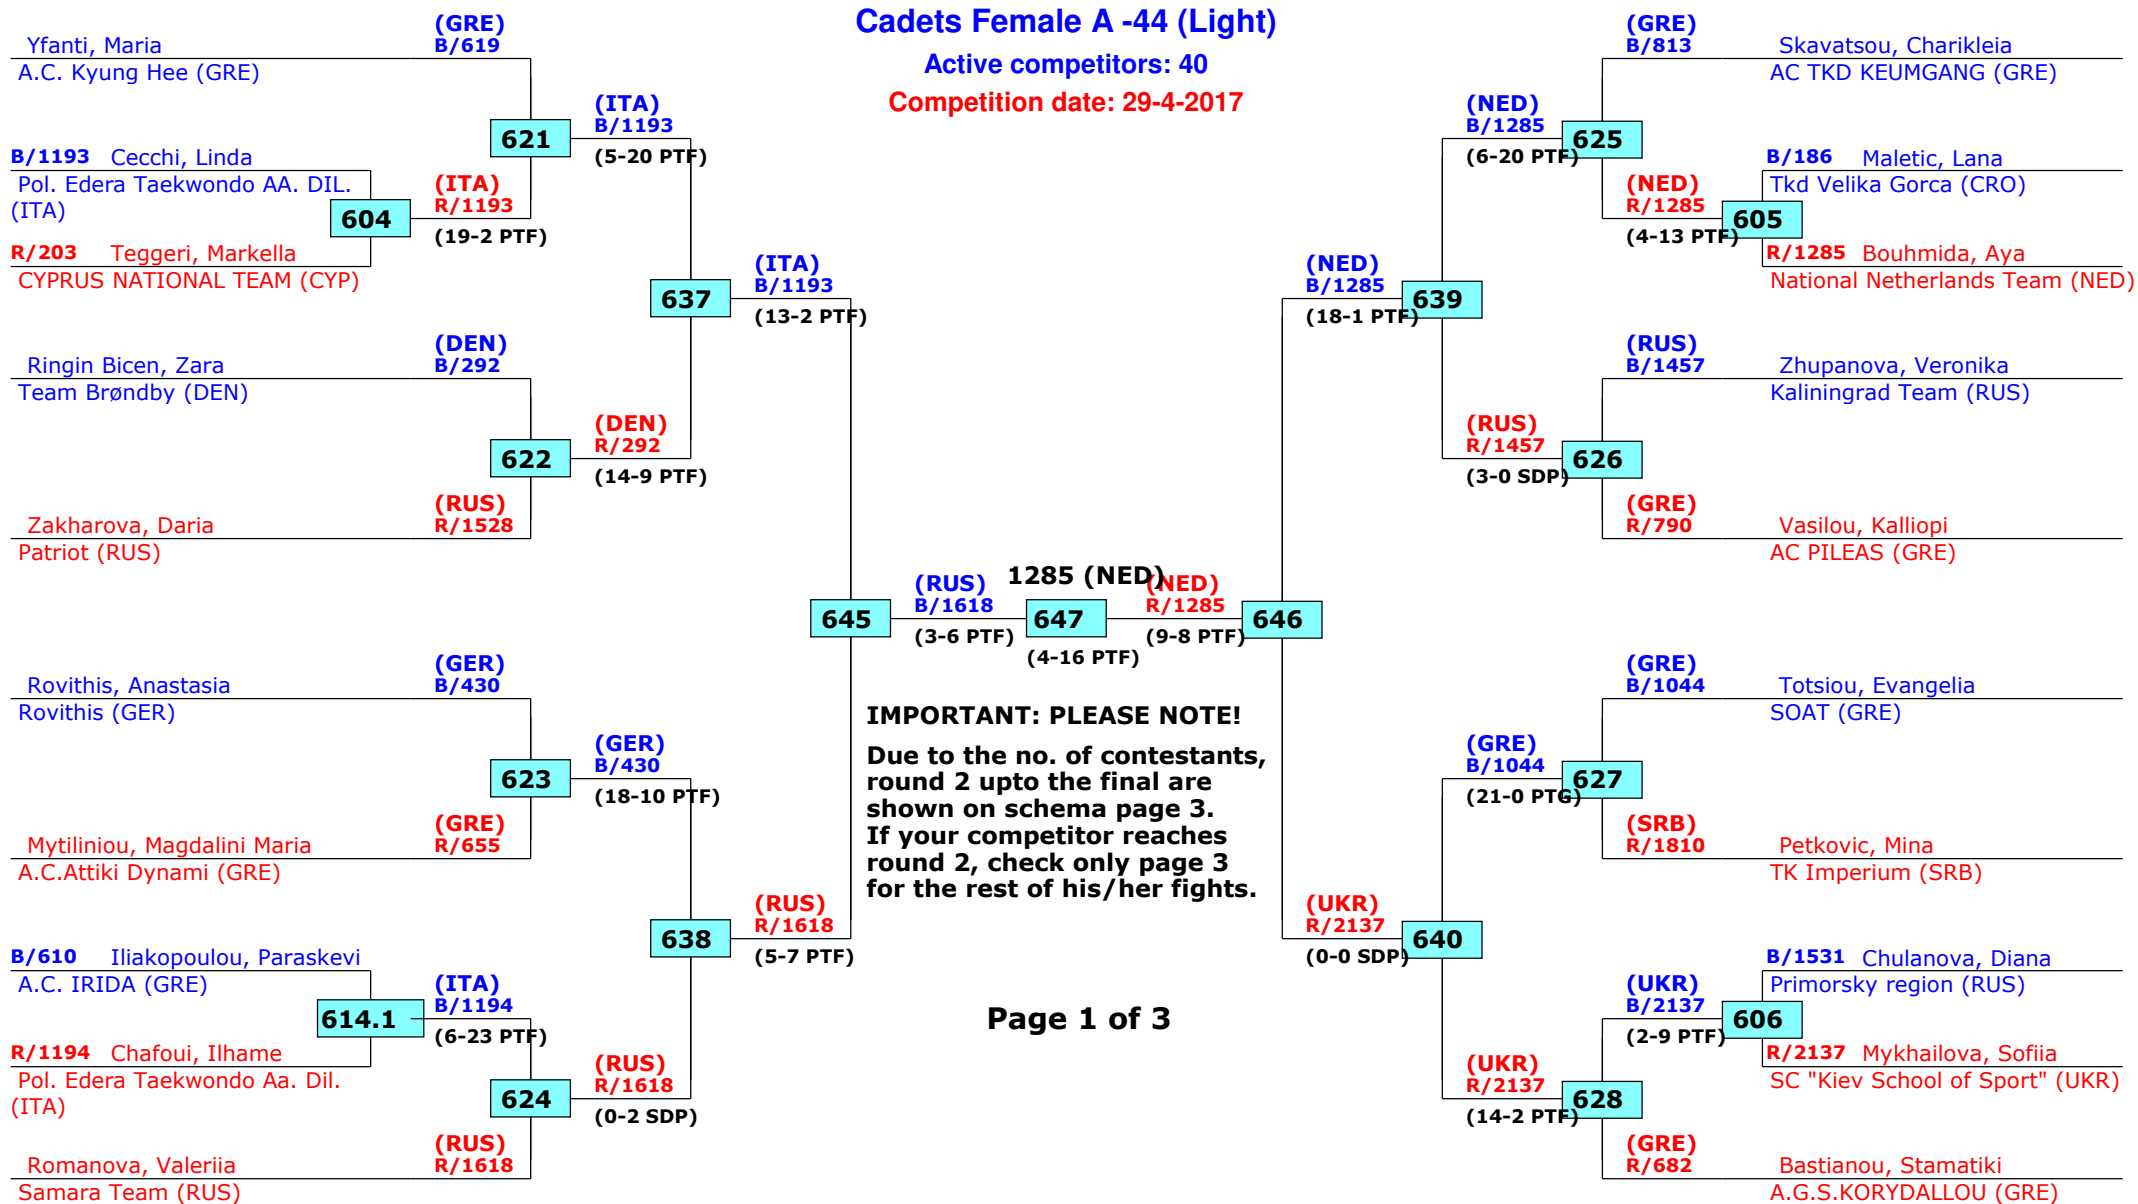 Cadets Female A -44 (Light)
Active competitors: 40
Competition date: 29-4-2017
Yfanti, Maria
A.C. Kyung Hee (GRE)
(GRE)
B/619
621
(ITA)
B/1193
(5-20 PTF)
B/1193 Cecchi, Linda
Pol. Edera Taekwondo AA. DIL.
(ITA)
604
(ITA)
R/1193
(19-2 PTF)
R/203 Teggeri, Markella
CYPRUS NATIONAL TEAM (CYP)
637
(ITA)
B/1193
(13-2 PTF)
Ringin Bicen, Zara
Team Brøndby (DEN)
(DEN)
B/292
622
(DEN)
R/292
(14-9 PTF)
Zakharova, Daria
Patriot (RUS)
(RUS)
R/1528
645
(RUS)
B/1618
(3-6 PTF)
1285 (NED)
647
(4-16 PTF)
(NED)
R/1285
(9-8 PTF)
646
Rovithis, Anastasia
Rovithis (GER)
(GER)
B/430
623
(GER)
B/430
(18-10 PTF)
Mytiliniou, Magdalini Maria
A.C.Attiki Dynami (GRE)
(GRE)
R/655
638
(RUS)
R/1618
(5-7 PTF)
B/610 Iliakopoulou, Paraskevi
A.C. IRIDA (GRE)
614.1
(ITA)
B/1194
(6-23 PTF)
R/1194 Chafoui, Ilhame
Pol. Edera Taekwondo Aa. Dil.
(ITA)
624
(RUS)
R/1618
(0-2 SDP)
Romanova, Valeriia
Samara Team (RUS)
(RUS)
R/1618
IMPORTANT: PLEASE NOTE!
Due to the no. of contestants,
round 2 upto the final are
shown on schema page 3.
If your competitor reaches
round 2, check only page 3
for the rest of his/her fights.
Page 1 of 3
(GRE)
B/813
Skavatsou, Charikleia
AC TKD KEUMGANG (GRE)
(NED)
B/1285
(6-20 PTF)
625
B/186 Maletic, Lana
Tkd Velika Gorca (CRO)
(NED)
R/1285
(4-13 PTF)
605
R/1285 Bouhmida, Aya
National Netherlands Team (NED)
(NED)
B/1285
(18-1 PTF)
639
(RUS)
B/1457
Zhupanova, Veronika
Kaliningrad Team (RUS)
(RUS)
R/1457
(3-0 SDP)
626
(GRE)
R/790
Vasilou, Kalliopi
AC PILEAS (GRE)
(GRE)
B/1044
Totsiou, Evangelia
SOAT (GRE)
(GRE)
B/1044
(21-0 PTG)
627
(SRB)
R/1810
Petkovic, Mina
TK Imperium (SRB)
(UKR)
R/2137
(0-0 SDP)
640
B/1531 Chulanova, Diana
Primorsky region (RUS)
(UKR)
B/2137
(2-9 PTF)
606
R/2137 Mykhailova, Sofiia
SC "Kiev School of Sport" (UKR)
(UKR)
R/2137
(14-2 PTF)
628
(GRE)
R/682
Bastianou, Stamatiki
A.G.S.KORYDALLOU (GRE)